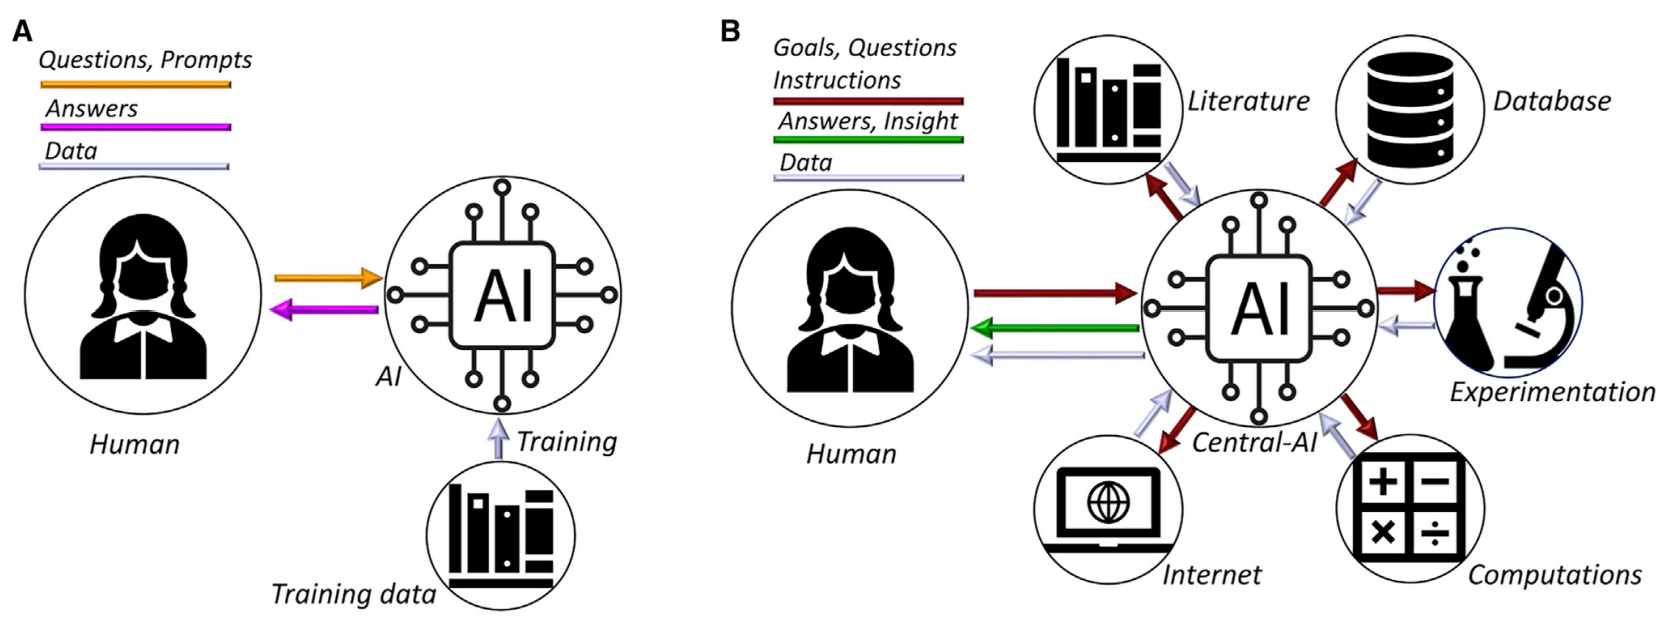 A
Questions, Prompts
Answers
Data
AI
AI
Human
Training
Training data
B
Goals, Questions
Instructions
Answers, Insight
Data
Literature
Database
AI
Experimentation
Central-AI
Human
Internet
Computations